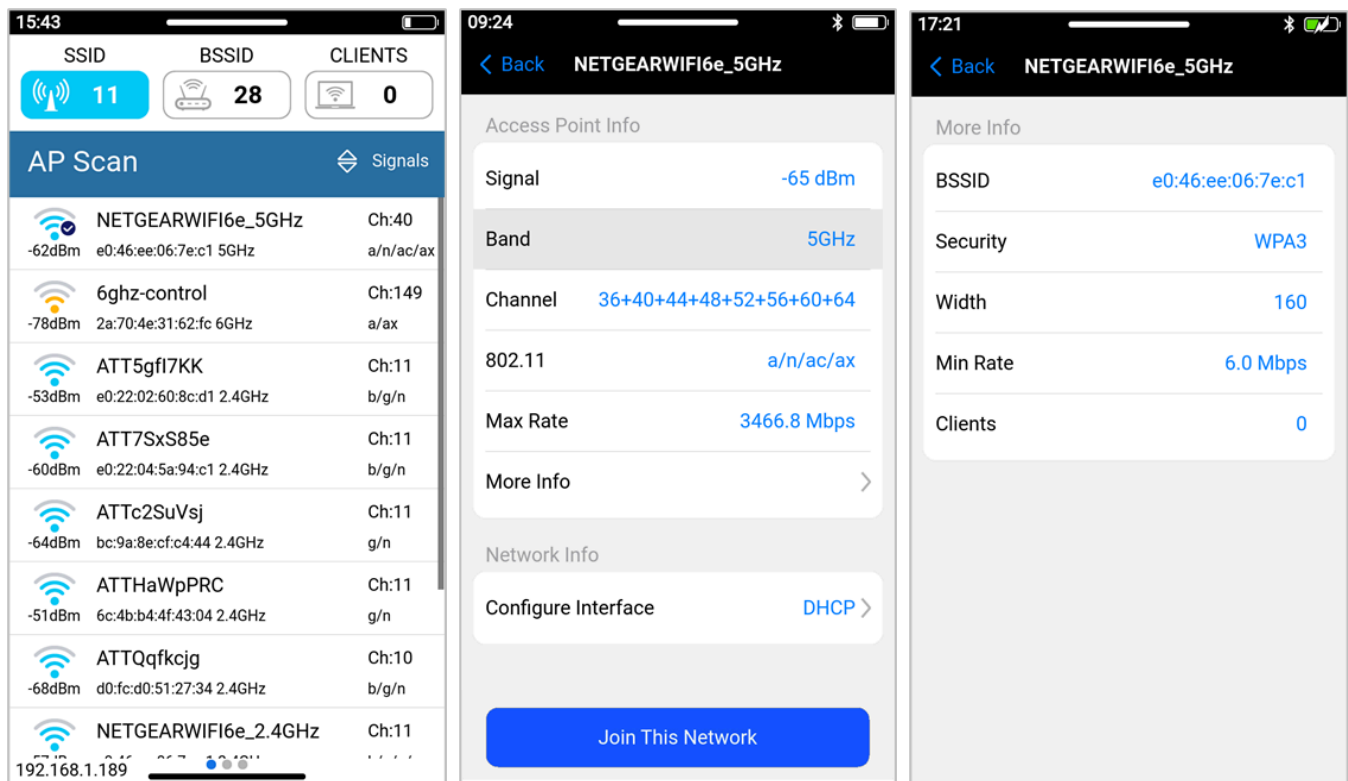 15:43
SSID BSSID CLIENTS
11 28 0
AP Scan Signals
NETGEARWIFI6e_5GHz Ch:40
-62dBm e0:46:ee:06:7e:c1 5GHz a/n/ac/ax
6ghz-control Ch:149
-78dBm 2a:70:4e:31:62:fc 6GHz a/ax
ATT5gfI7KK Ch:11
-53dBm e0:22:02:60:8c:d1 2.4GHz b/g/n
ATT7SxS85e Ch:11
-60dBm e0:22:04:5a:94:c1 2.4GHz b/g/n
ATTc2SuVsj Ch:11
-64dBm bc:9a:8e:cf:c4:44 2.4GHz g/n
ATTHaWpPRC Ch:11
-51dBm 6c:4b:b4:4f:43:04 2.4GHz g/n
ATTQqfkcjg Ch:10
-68dBm d0:fc:d0:51:27:34 2.4GHz b/g/n
NETGEARWIFI6e_2.4GHz Ch:11
192.168.1.189
09:24
Back NETGEARWIFI6e_5GHz
Access Point Info
Signal -65 dBm
Band 5GHz
Channel 36+40+44+48+52+56+60+64
802.11 a/n/ac/ax
Max Rate 3466.8 Mbps
More Info
Network Info
Configure Interface DHCP
Join This Network
17:21
Back NETGEARWIFI6e_5GHz
More Info
BSSID e0:46:ee:06:7e:c1
Security WPA3
Width 160
Min Rate 6.0 Mbps
Clients 0